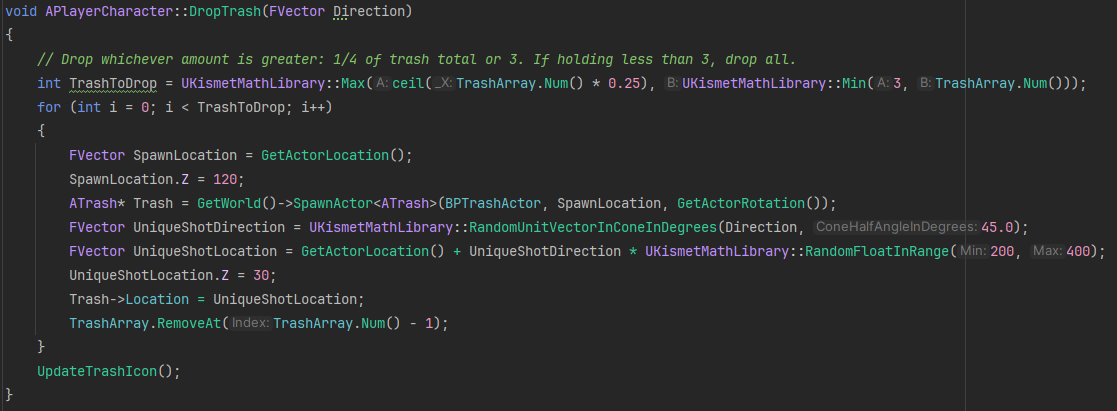 void APlayerCharacter::DropTrash(FVector Direction)
{
    // Drop whichever amount is greater: 1/4 of trash total or 3. If holding less than 3, drop all.
    int TrashToDrop = UKismetMathLibrary::Max(A: ceil(_X: TrashArray.Num() * 0.25), B: UKismetMathLibrary::Min(A: 3, B: TrashArray.Num()));
    for (int i = 0; i < TrashToDrop; i++)
    {
        FVector SpawnLocation = GetActorLocation();
        SpawnLocation.Z = 120;
        ATrash* Trash = GetWorld()->SpawnActor<ATrash>(BPTrashActor, SpawnLocation, GetActorRotation());
        FVector UniqueShotDirection = UKismetMathLibrary::RandomUnitVectorInConeInDegrees(Direction, ConeHalfAngleInDegrees: 45.0);
        FVector UniqueShotLocation = GetActorLocation() + UniqueShotDirection * UKismetMathLibrary::RandomFloatInRange(Min: 200, Max: 400);
        UniqueShotLocation.Z = 30;
        Trash->Location = UniqueShotLocation;
        TrashArray.RemoveAt(Index: TrashArray.Num() - 1);
    }
    UpdateTrashIcon();
}